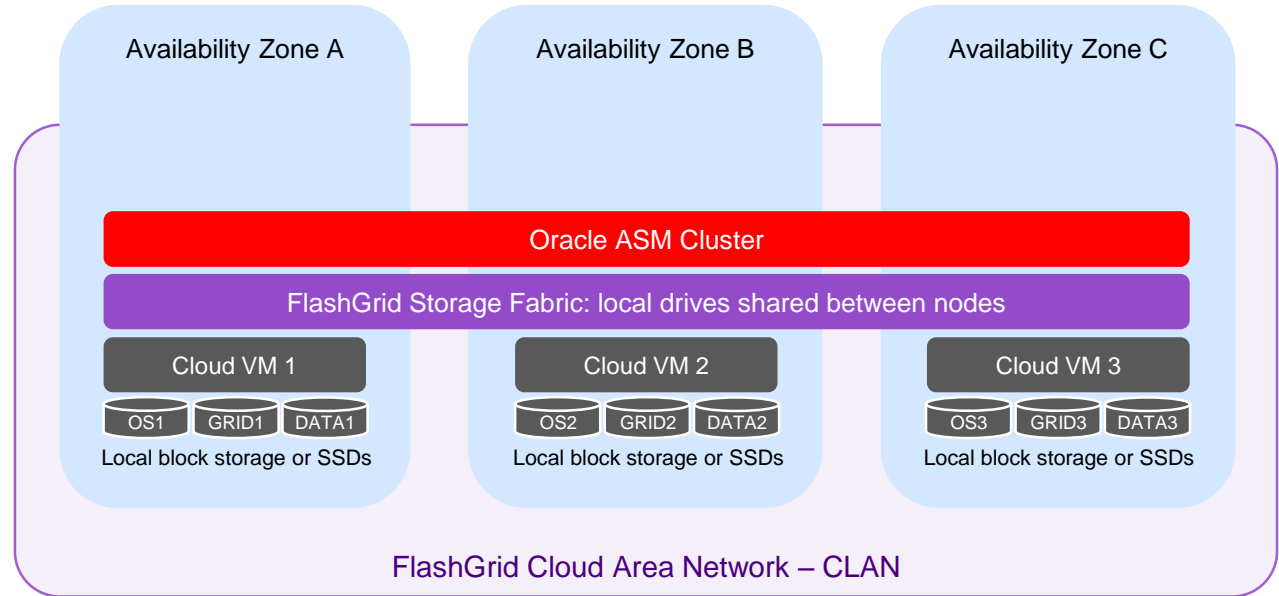 Availability Zone A
Availability Zone B
Availability Zone C
Oracle ASM Cluster
FlashGrid Storage Fabric: local drives shared between nodes
Cloud VM 1
Cloud VM 2
Cloud VM 3
OS1
GRID1
DATA1
OS2
GRID2
DATA2
OS3
GRID3
DATA3
Local block storage or SSDs
Local block storage or SSDs
Local block storage or SSDs
FlashGrid Cloud Area Network – CLAN